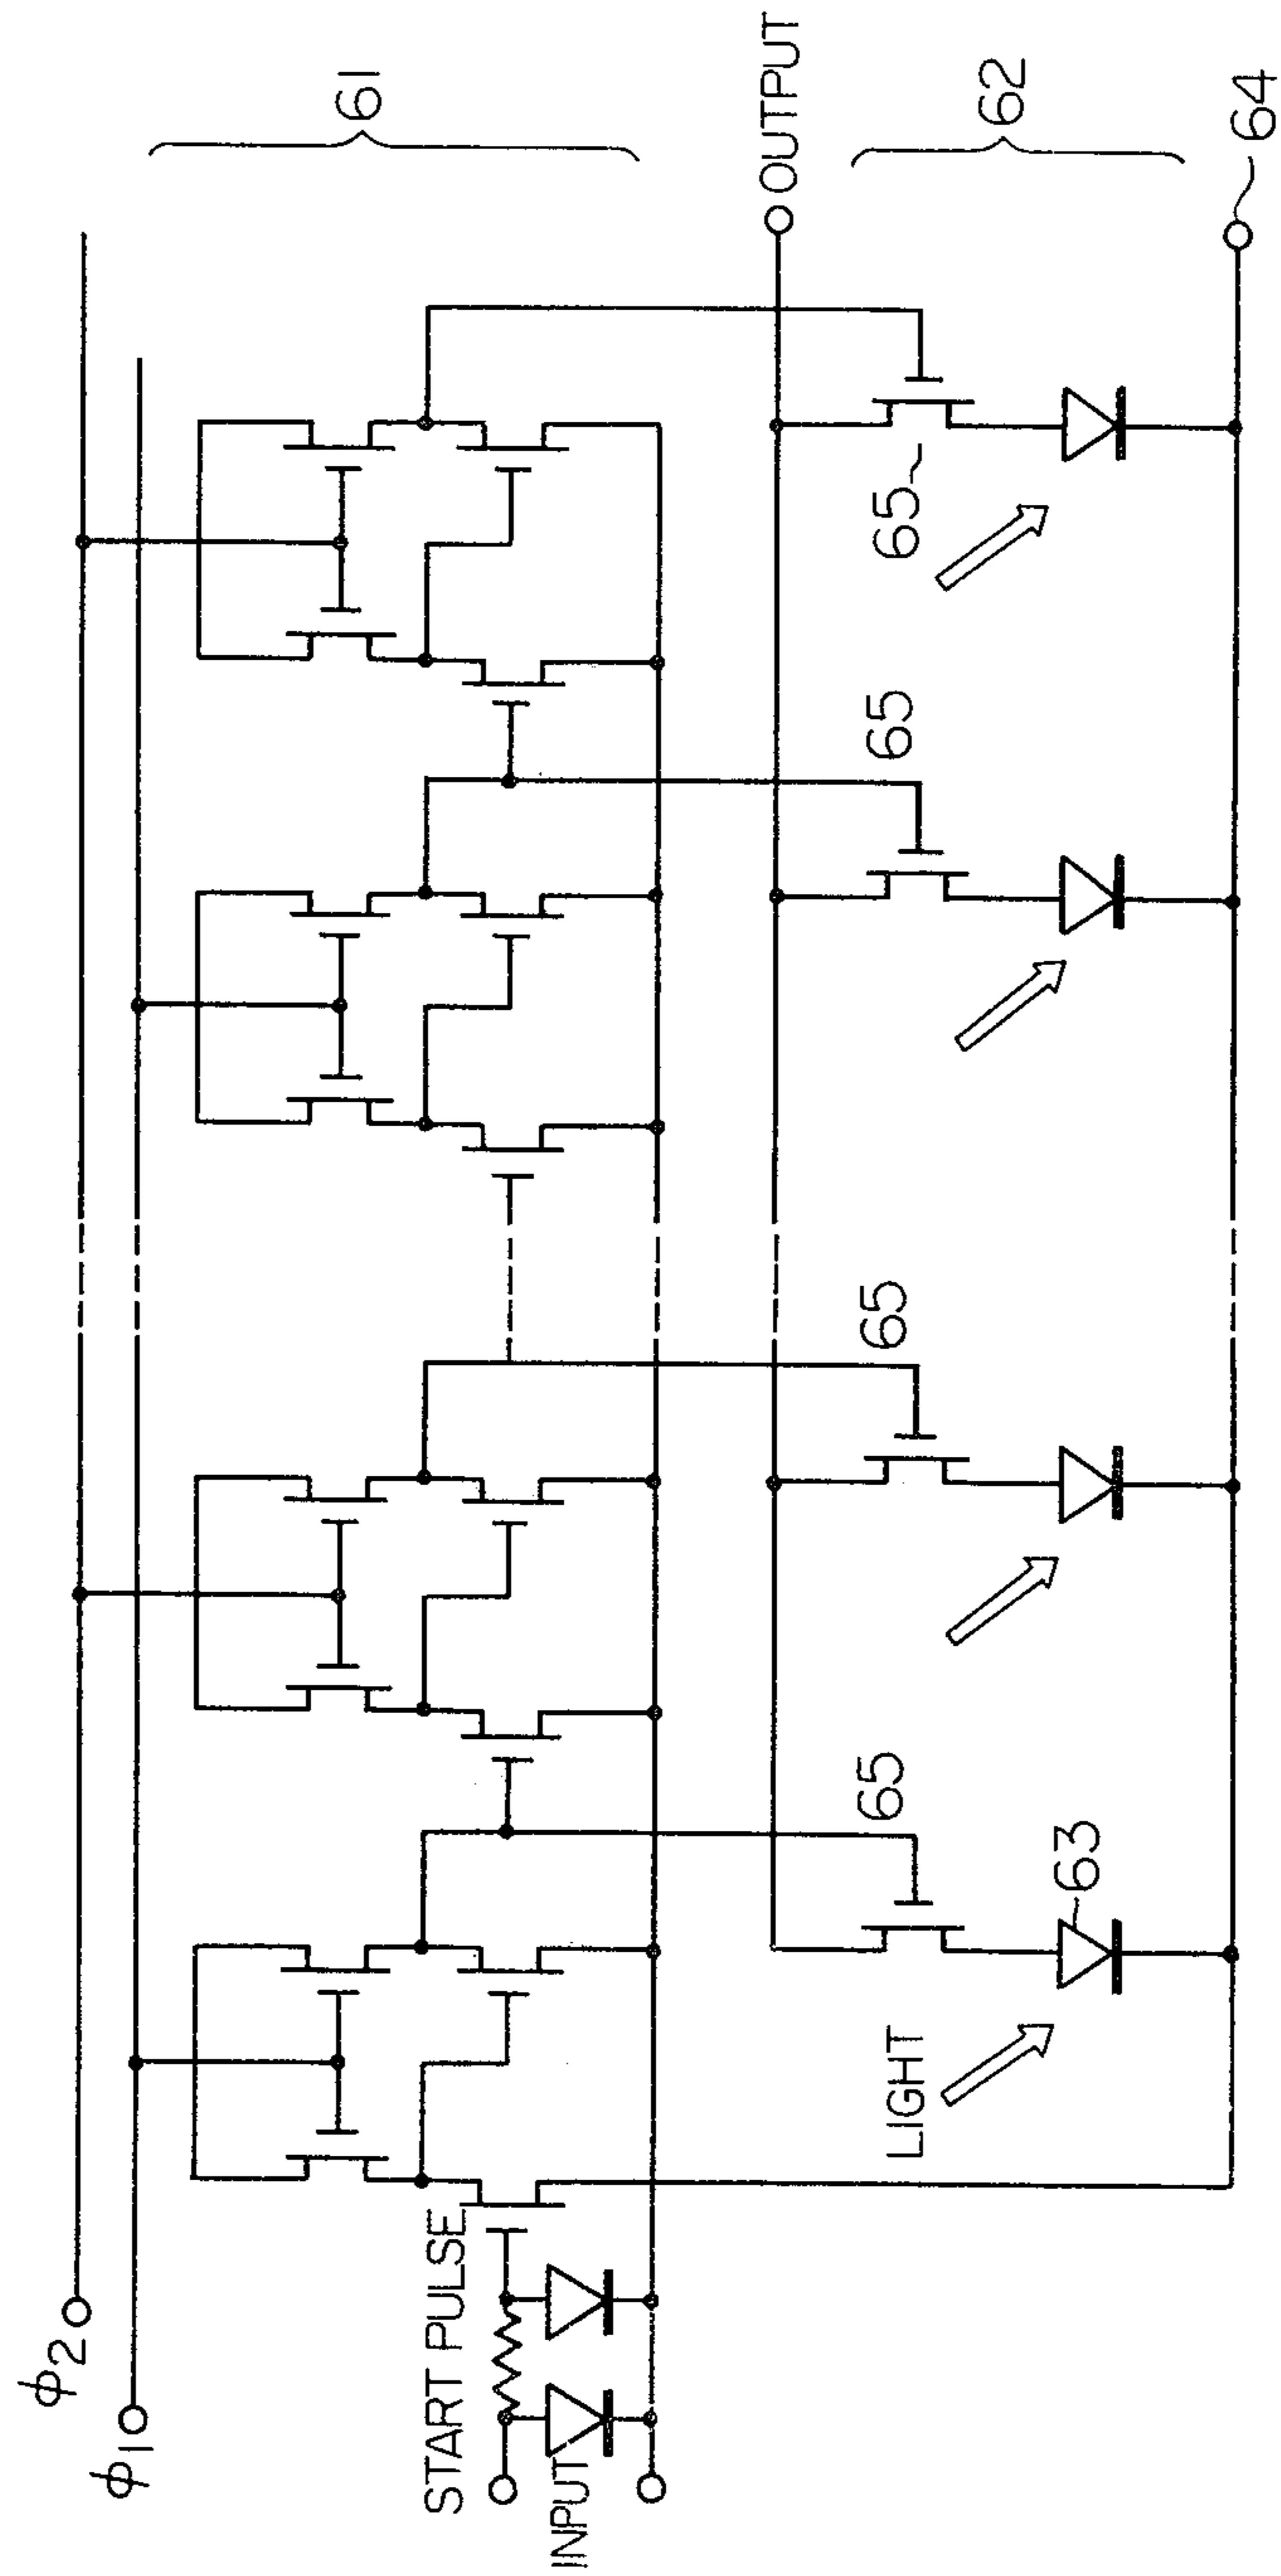 ϕ2
ϕ1
START PULSE
INPUT
61
OUTPUT
62
64
65
65
65
65
63
LIGHT